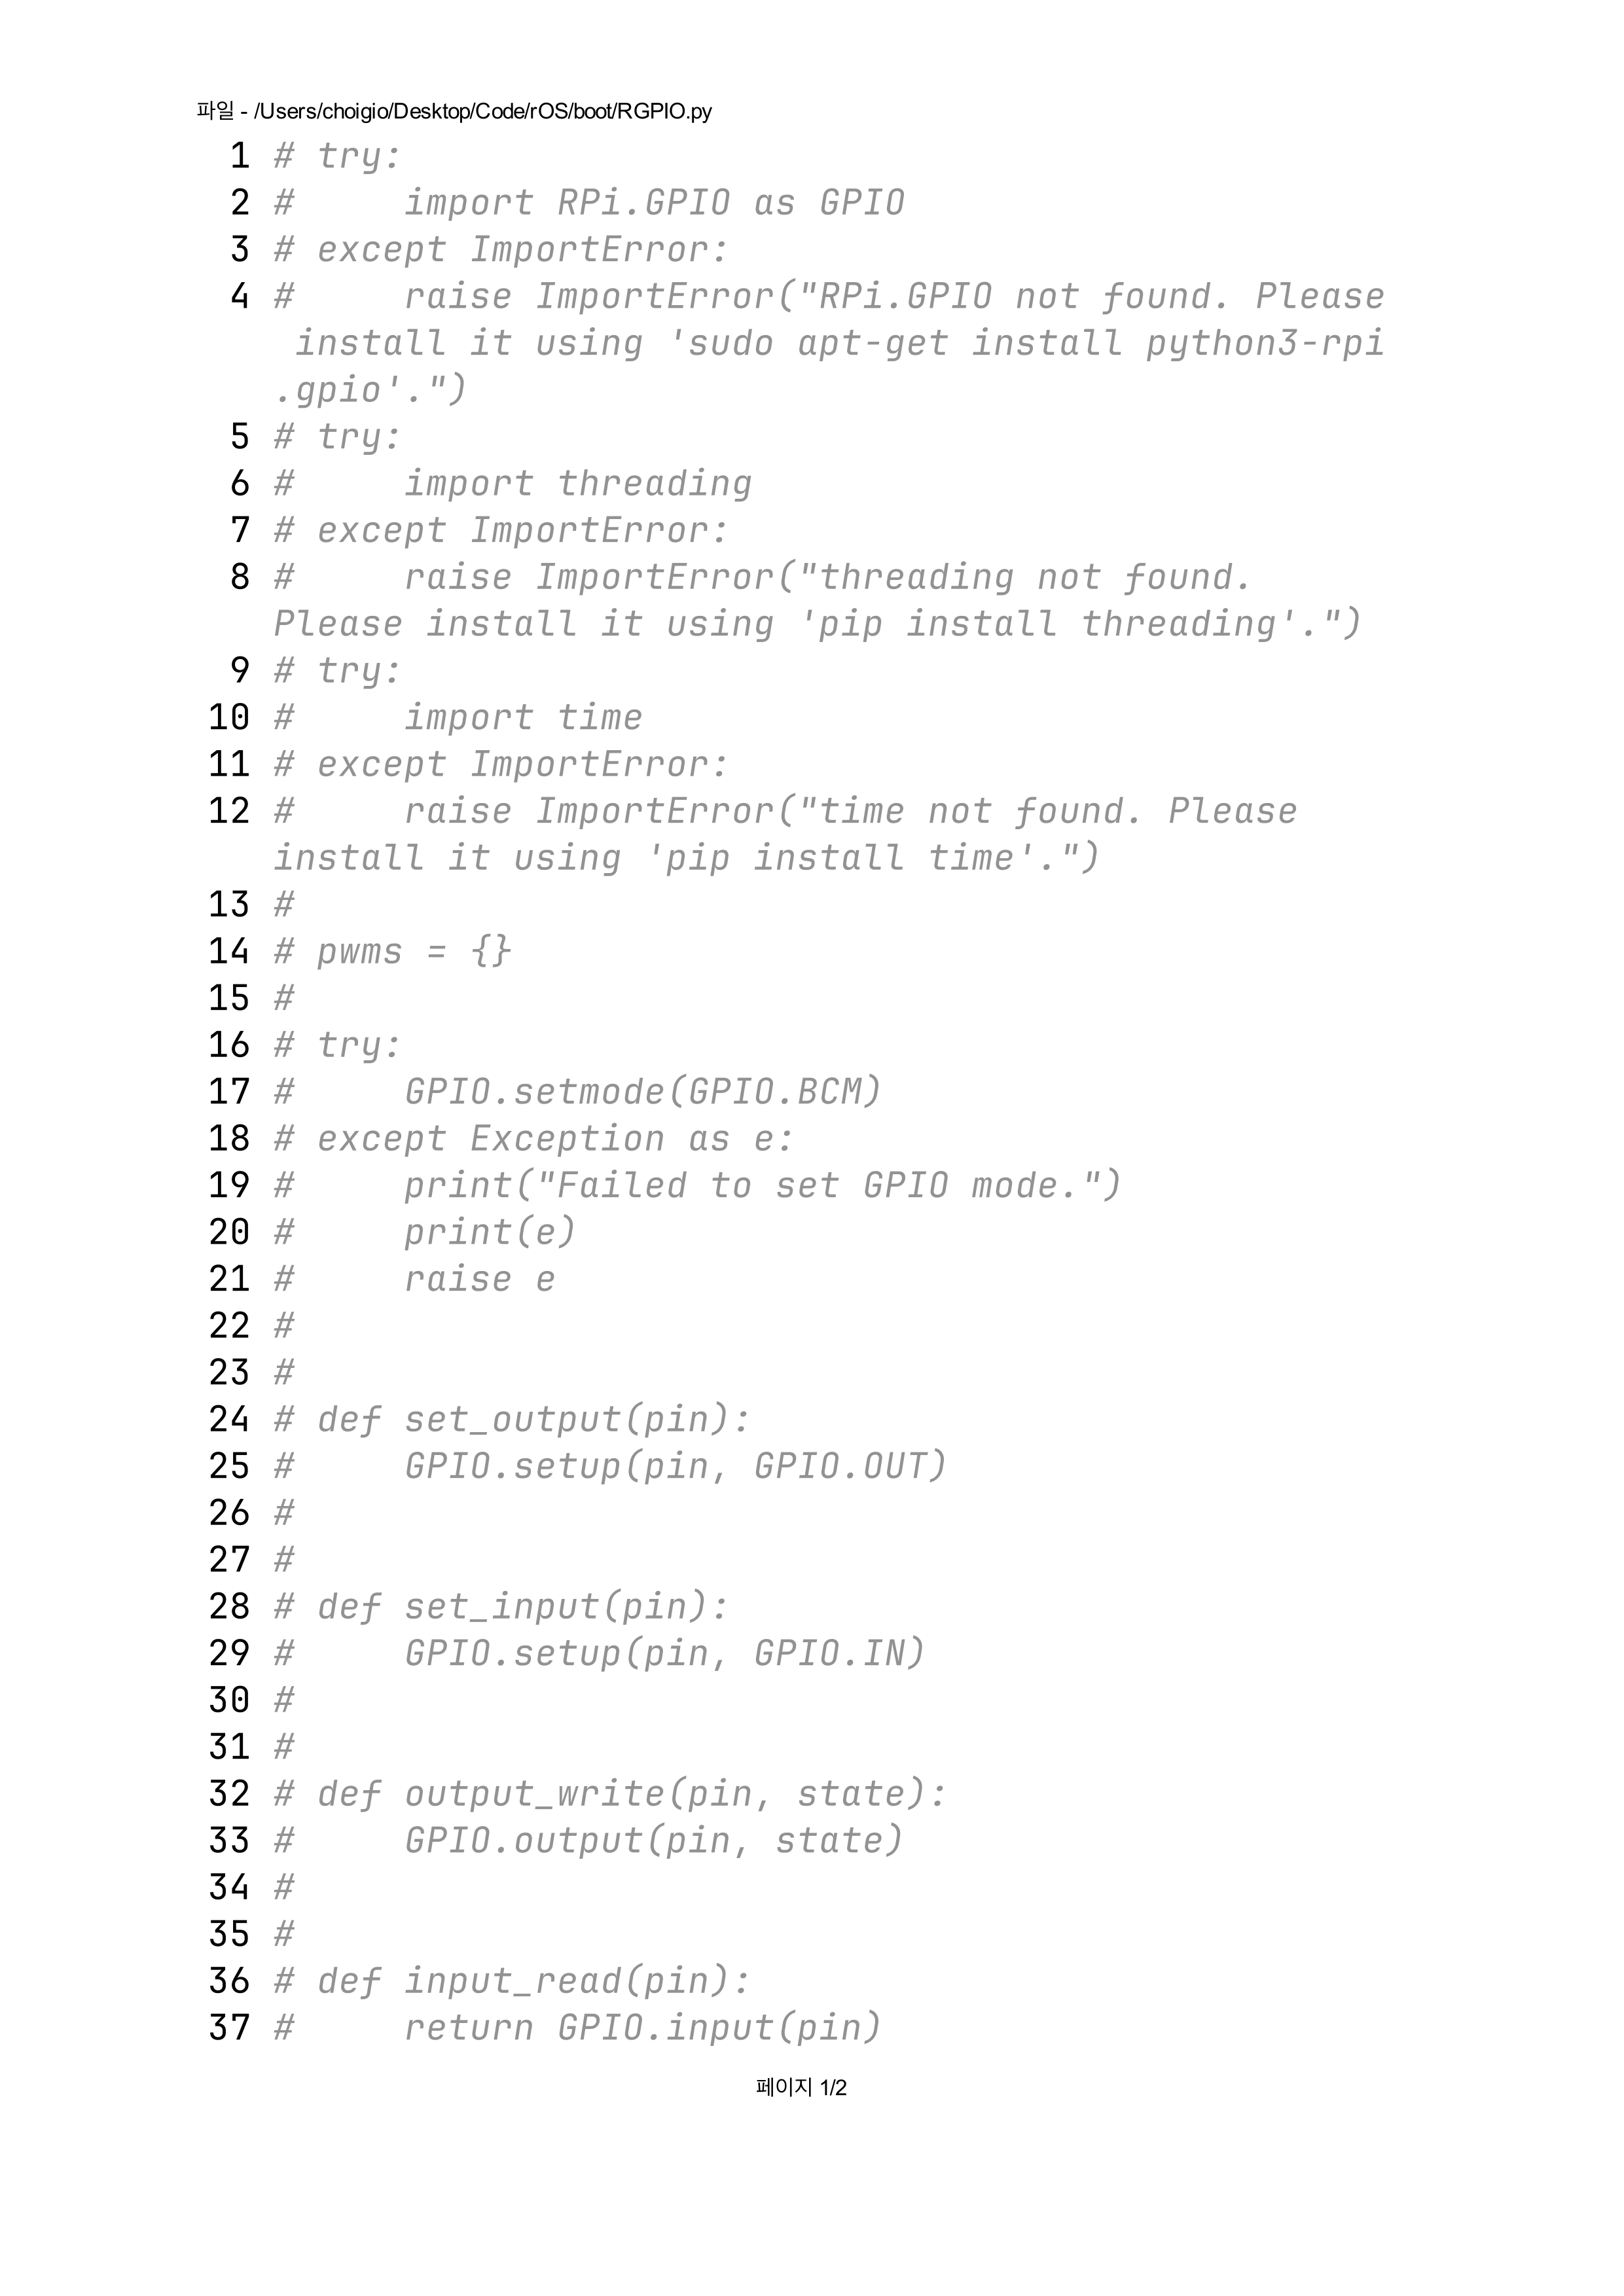 파일 - /Users/choigio/Desktop/Code/rOS/boot/RGPIO.py
1 # try:
2 #     import RPi.GPIO as GPIO
3 # except ImportError:
4 #     raise ImportError("RPi.GPIO not found. Please
 install it using 'sudo apt-get install python3-rpi
.gpio'.")
5 # try:
6 #     import threading
7 # except ImportError:
8 #     raise ImportError("threading not found.
Please install it using 'pip install threading'.")
9 # try:
10 #     import time
11 # except ImportError:
12 #     raise ImportError("time not found. Please
install it using 'pip install time'.")
13 #
14 # pwms = {}
15 #
16 # try:
17 #     GPIO.setmode(GPIO.BCM)
18 # except Exception as e:
19 #     print("Failed to set GPIO mode.")
20 #     print(e)
21 #     raise e
22 #
23 #
24 # def set_output(pin):
25 #     GPIO.setup(pin, GPIO.OUT)
26 #
27 #
28 # def set_input(pin):
29 #     GPIO.setup(pin, GPIO.IN)
30 #
31 #
32 # def output_write(pin, state):
33 #     GPIO.output(pin, state)
34 #
35 #
36 # def input_read(pin):
37 #     return GPIO.input(pin)
페이지 1/2